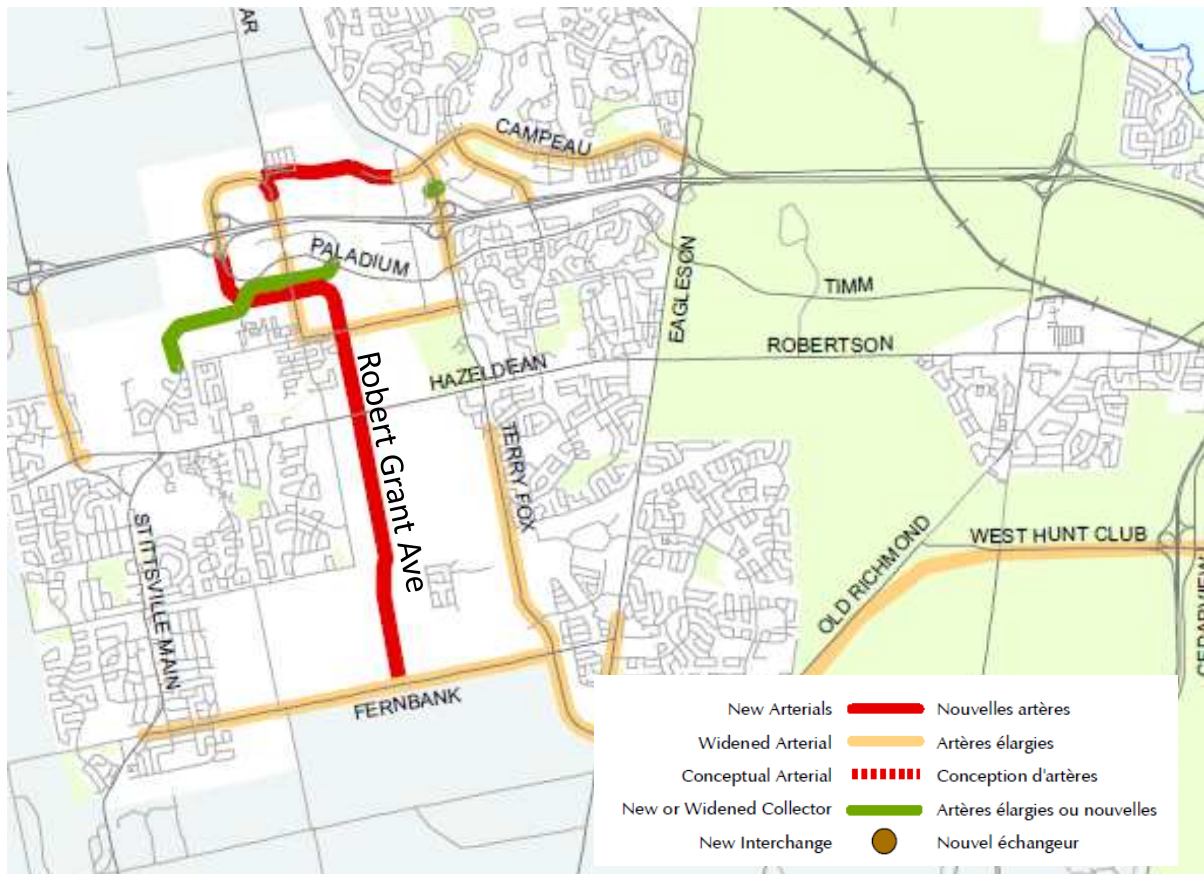 AR
CAMPEAU
PALADIUM
TIMM
EAGLESON
ROBERTSON
HAZELDEAN
Robert Grant Ave
TERRY FOX
STITTSVILLE MAIN
OLD RICHMOND
WEST HUNT CLUB
FERNBANK
New Arterials Nouvelles artères
Widened Arterial Artères élargies
Conceptual Arterial Conception d'artères
New or Widened Collector Artères élargies ou nouvelles
New Interchange Nouvel échangeur